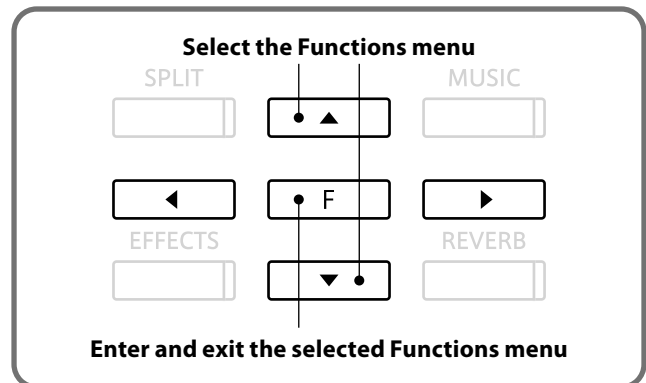 Select the Functions menu
SPLIT
MUSIC
▲
◀
F
▶
EFFECTS
REVERB
▼
Enter and exit the selected Functions menu